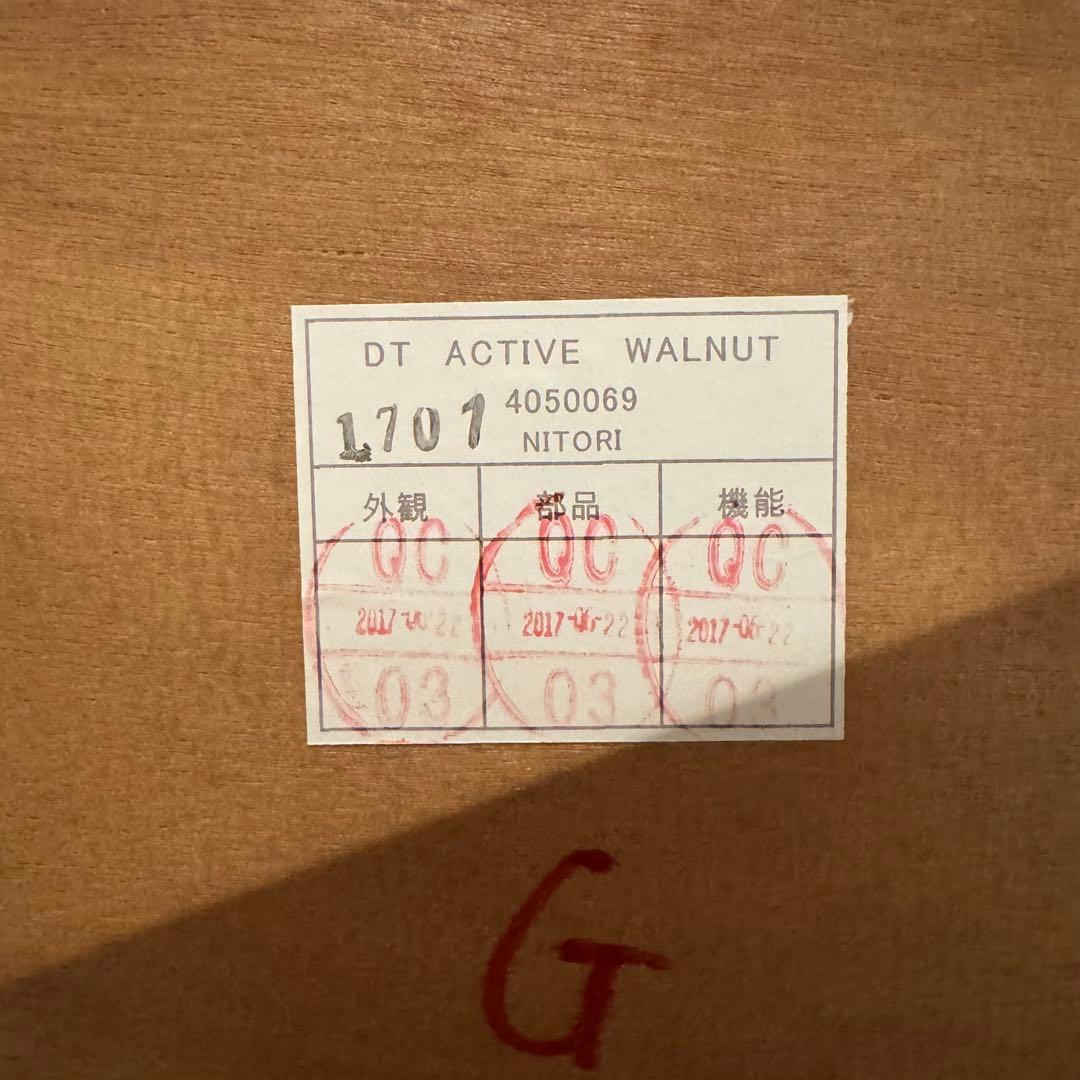 DT ACTIVE WALNUT
4050069
1701
NITORI
外観 部品 機能
QC QC QC
2017-06-22 2017-06-22 2017-06-22
03 03 03
G